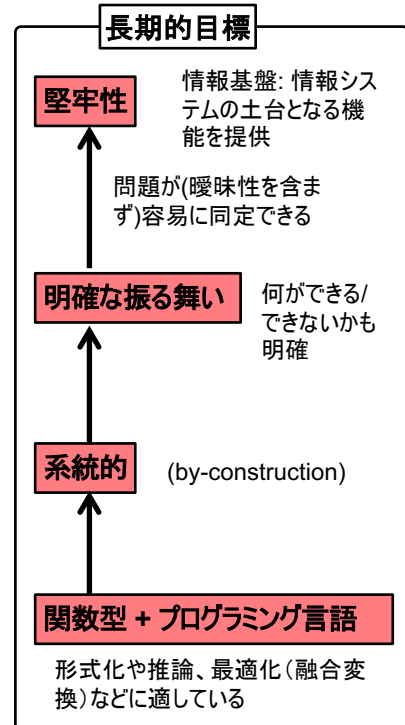 長期的目標
堅牢性
情報基盤: 情報シス
テムの土台となる機
能を提供
問題が(曖昧性を含ま
ず)容易に同定できる
明確な振る舞い
何ができる/
できないかも
明確
系統的
(by-construction)
関数型 + プログラミング言語
形式化や推論、最適化(融合変
換)などに適している